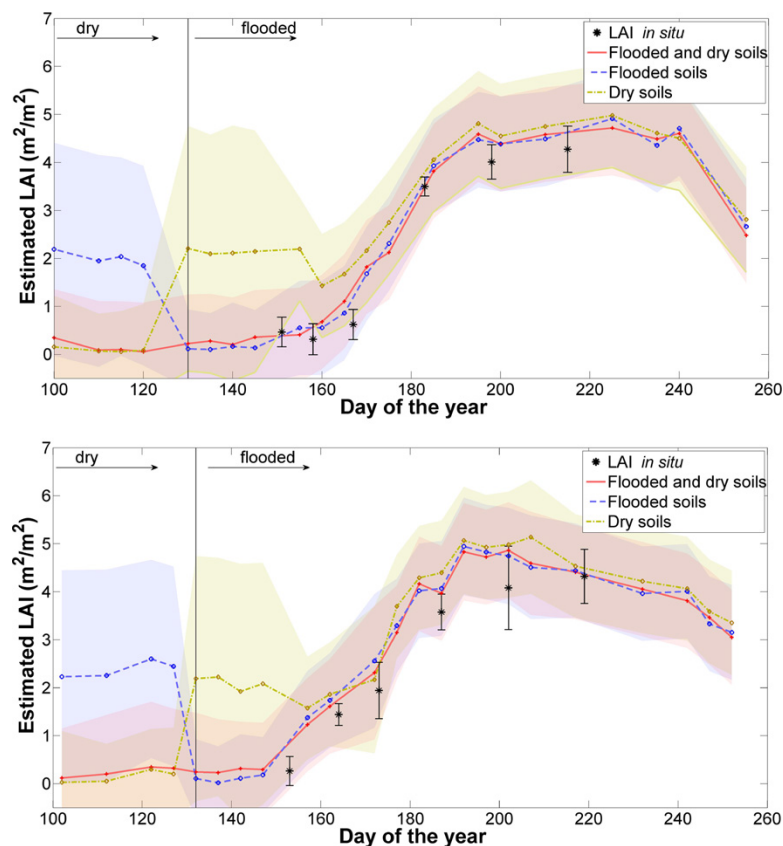 7
6
5
4
3
2
1
0
Estimated LAI (m²/m²)
dry
flooded
LAI in situ
Flooded and dry soils
Flooded soils
Dry soils
100 120 140 160 180 200 220 240 260
Day of the year
7
6
5
4
3
2
1
0
Estimated LAI (m²/m²)
dry
flooded
LAI in situ
Flooded and dry soils
Flooded soils
Dry soils
100 120 140 160 180 200 220 240 260
Day of the year